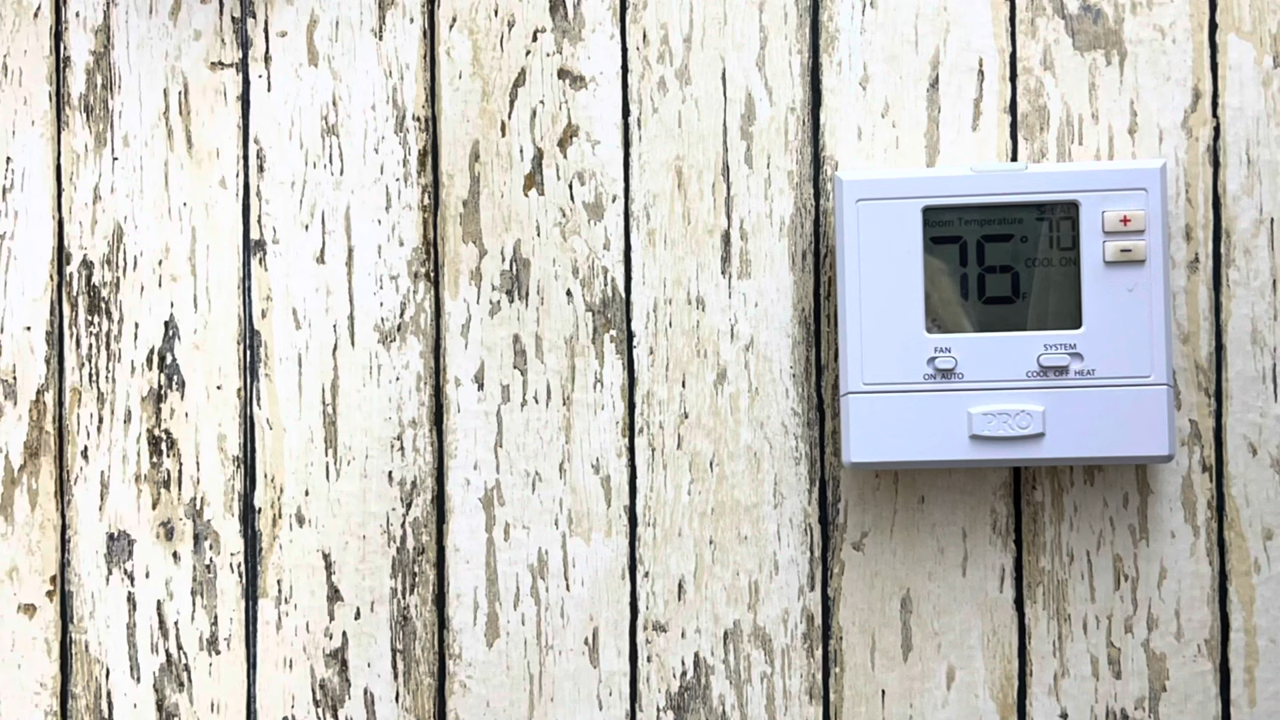 Room Temperature
70
76°F
COOL ON
+
-
FAN
ON AUTO
SYSTEM
COOL OFF HEAT
PRO